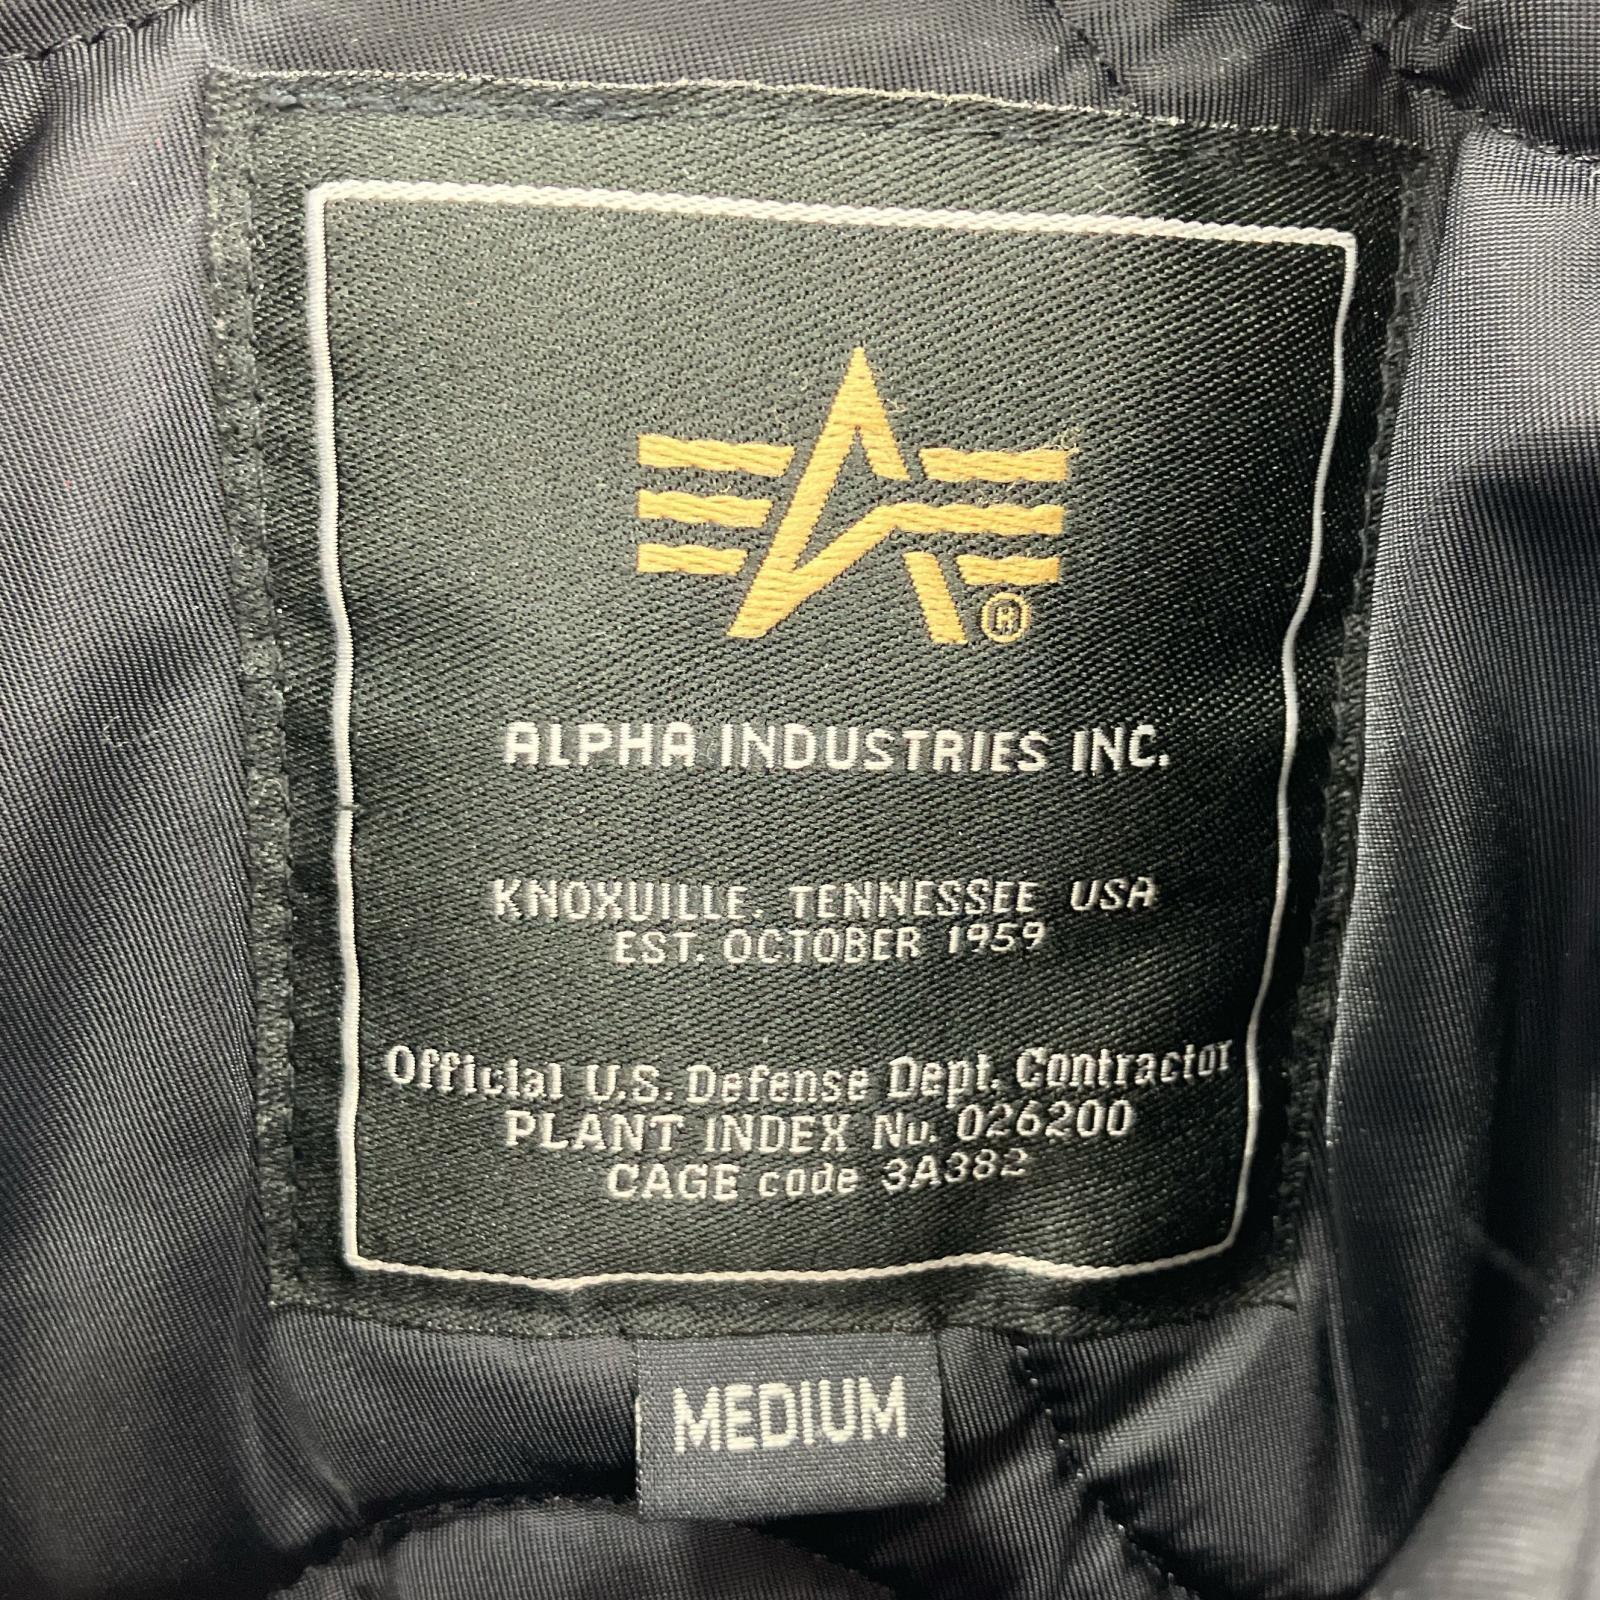 ®
ALPHA INDUSTRIES INC.
KNOXVILLE, TENNESSEE USA
EST. OCTOBER 1959
Official U.S. Defense Dept. Contractor
PLANT INDEX No. 026200
CAGE code 3A382
MEDIUM